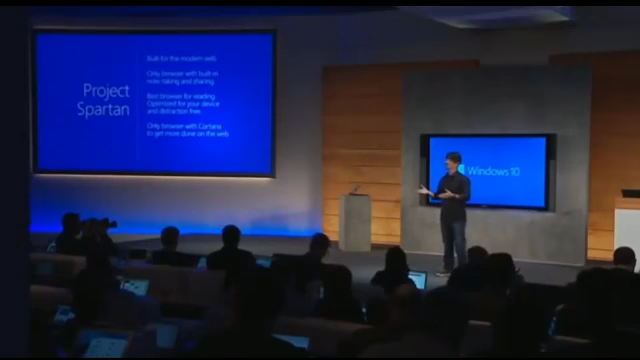 Project
Spartan
Built for the modern web
Only browser with built in
note taking and sharing
Best browser for reading
Optimized for your device
and distraction free
Only browser with Cortana
to get more done on the web
Windows 10